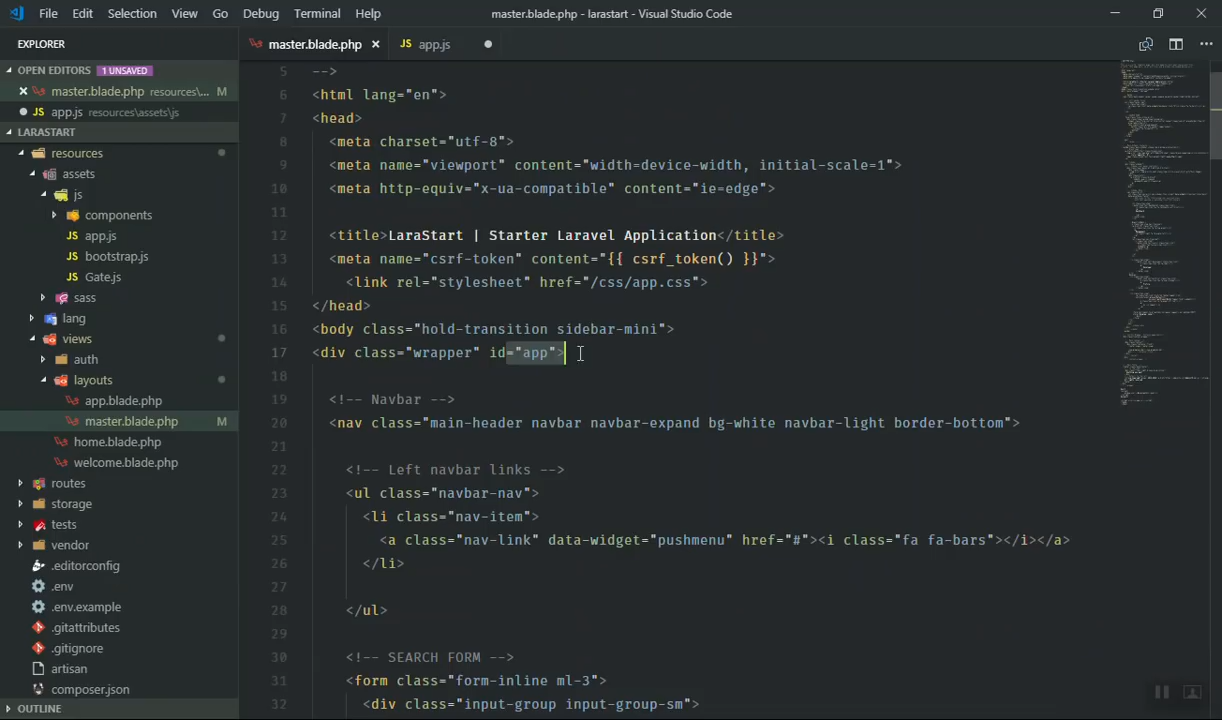 File Edit Selection View Go Debug Terminal Help master.blade.php - larastart - Visual Studio Code
EXPLORER
OPEN EDITORS 1 UNSAVED
master.blade.php resources\... M
JS app.js resources\assets\js
LARASTART
resources
assets
js
components
JS app.js
JS bootstrap.js
JS Gate.js
sass
lang
views
auth
layouts
app.blade.php
master.blade.php M
home.blade.php
welcome.blade.php
routes
storage
tests
vendor
.editorconfig
.env
.env.example
.gitattributes
.gitignore
artisan
composer.json
OUTLINE
master.blade.php JS app.js
5 -->
6 <html lang="en">
7 <head>
8 <meta charset="utf-8">
9 <meta name="viewport" content="width=device-width, initial-scale=1">
10 <meta http-equiv="x-ua-compatible" content="ie=edge">
11
12 <title>LaraStart | Starter Laravel Application</title>
13 <meta name="csrf-token" content="{{ csrf_token() }}">
14 <link rel="stylesheet" href="/css/app.css">
15 </head>
16 <body class="hold-transition sidebar-mini">
17 <div class="wrapper" id="app">
18
19 <!-- Navbar -->
20 <nav class="main-header navbar navbar-expand bg-white navbar-light border-bottom">
21
22 <!-- Left navbar links -->
23 <ul class="navbar-nav">
24 <li class="nav-item">
25 <a class="nav-link" data-widget="pushmenu" href="#"><i class="fa fa-bars"></i></a>
26 </li>
27
28 </ul>
29
30 <!-- SEARCH FORM -->
31 <form class="form-inline ml-3">
32 <div class="input-group input-group-sm">